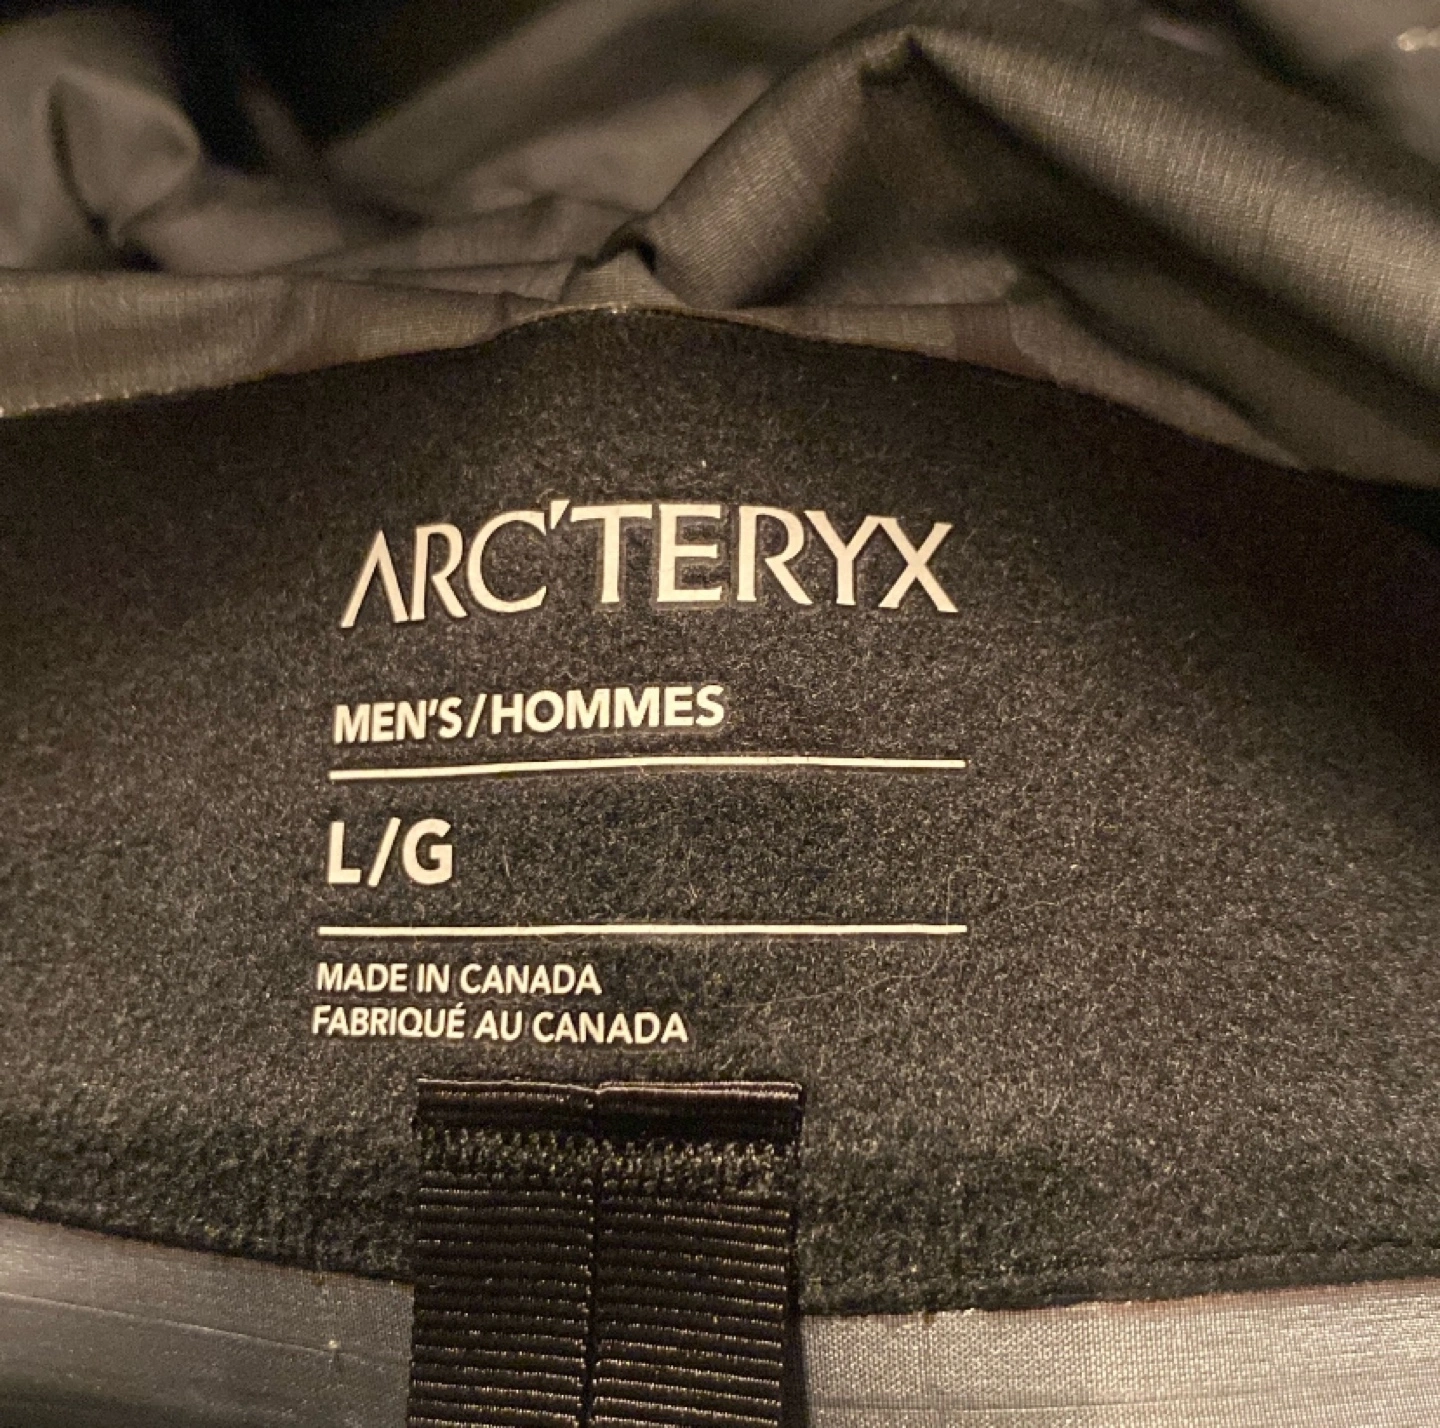 ARC'TERYX
MEN'S/HOMMES
L/G
MADE IN CANADA
FABRIQUÉ AU CANADA